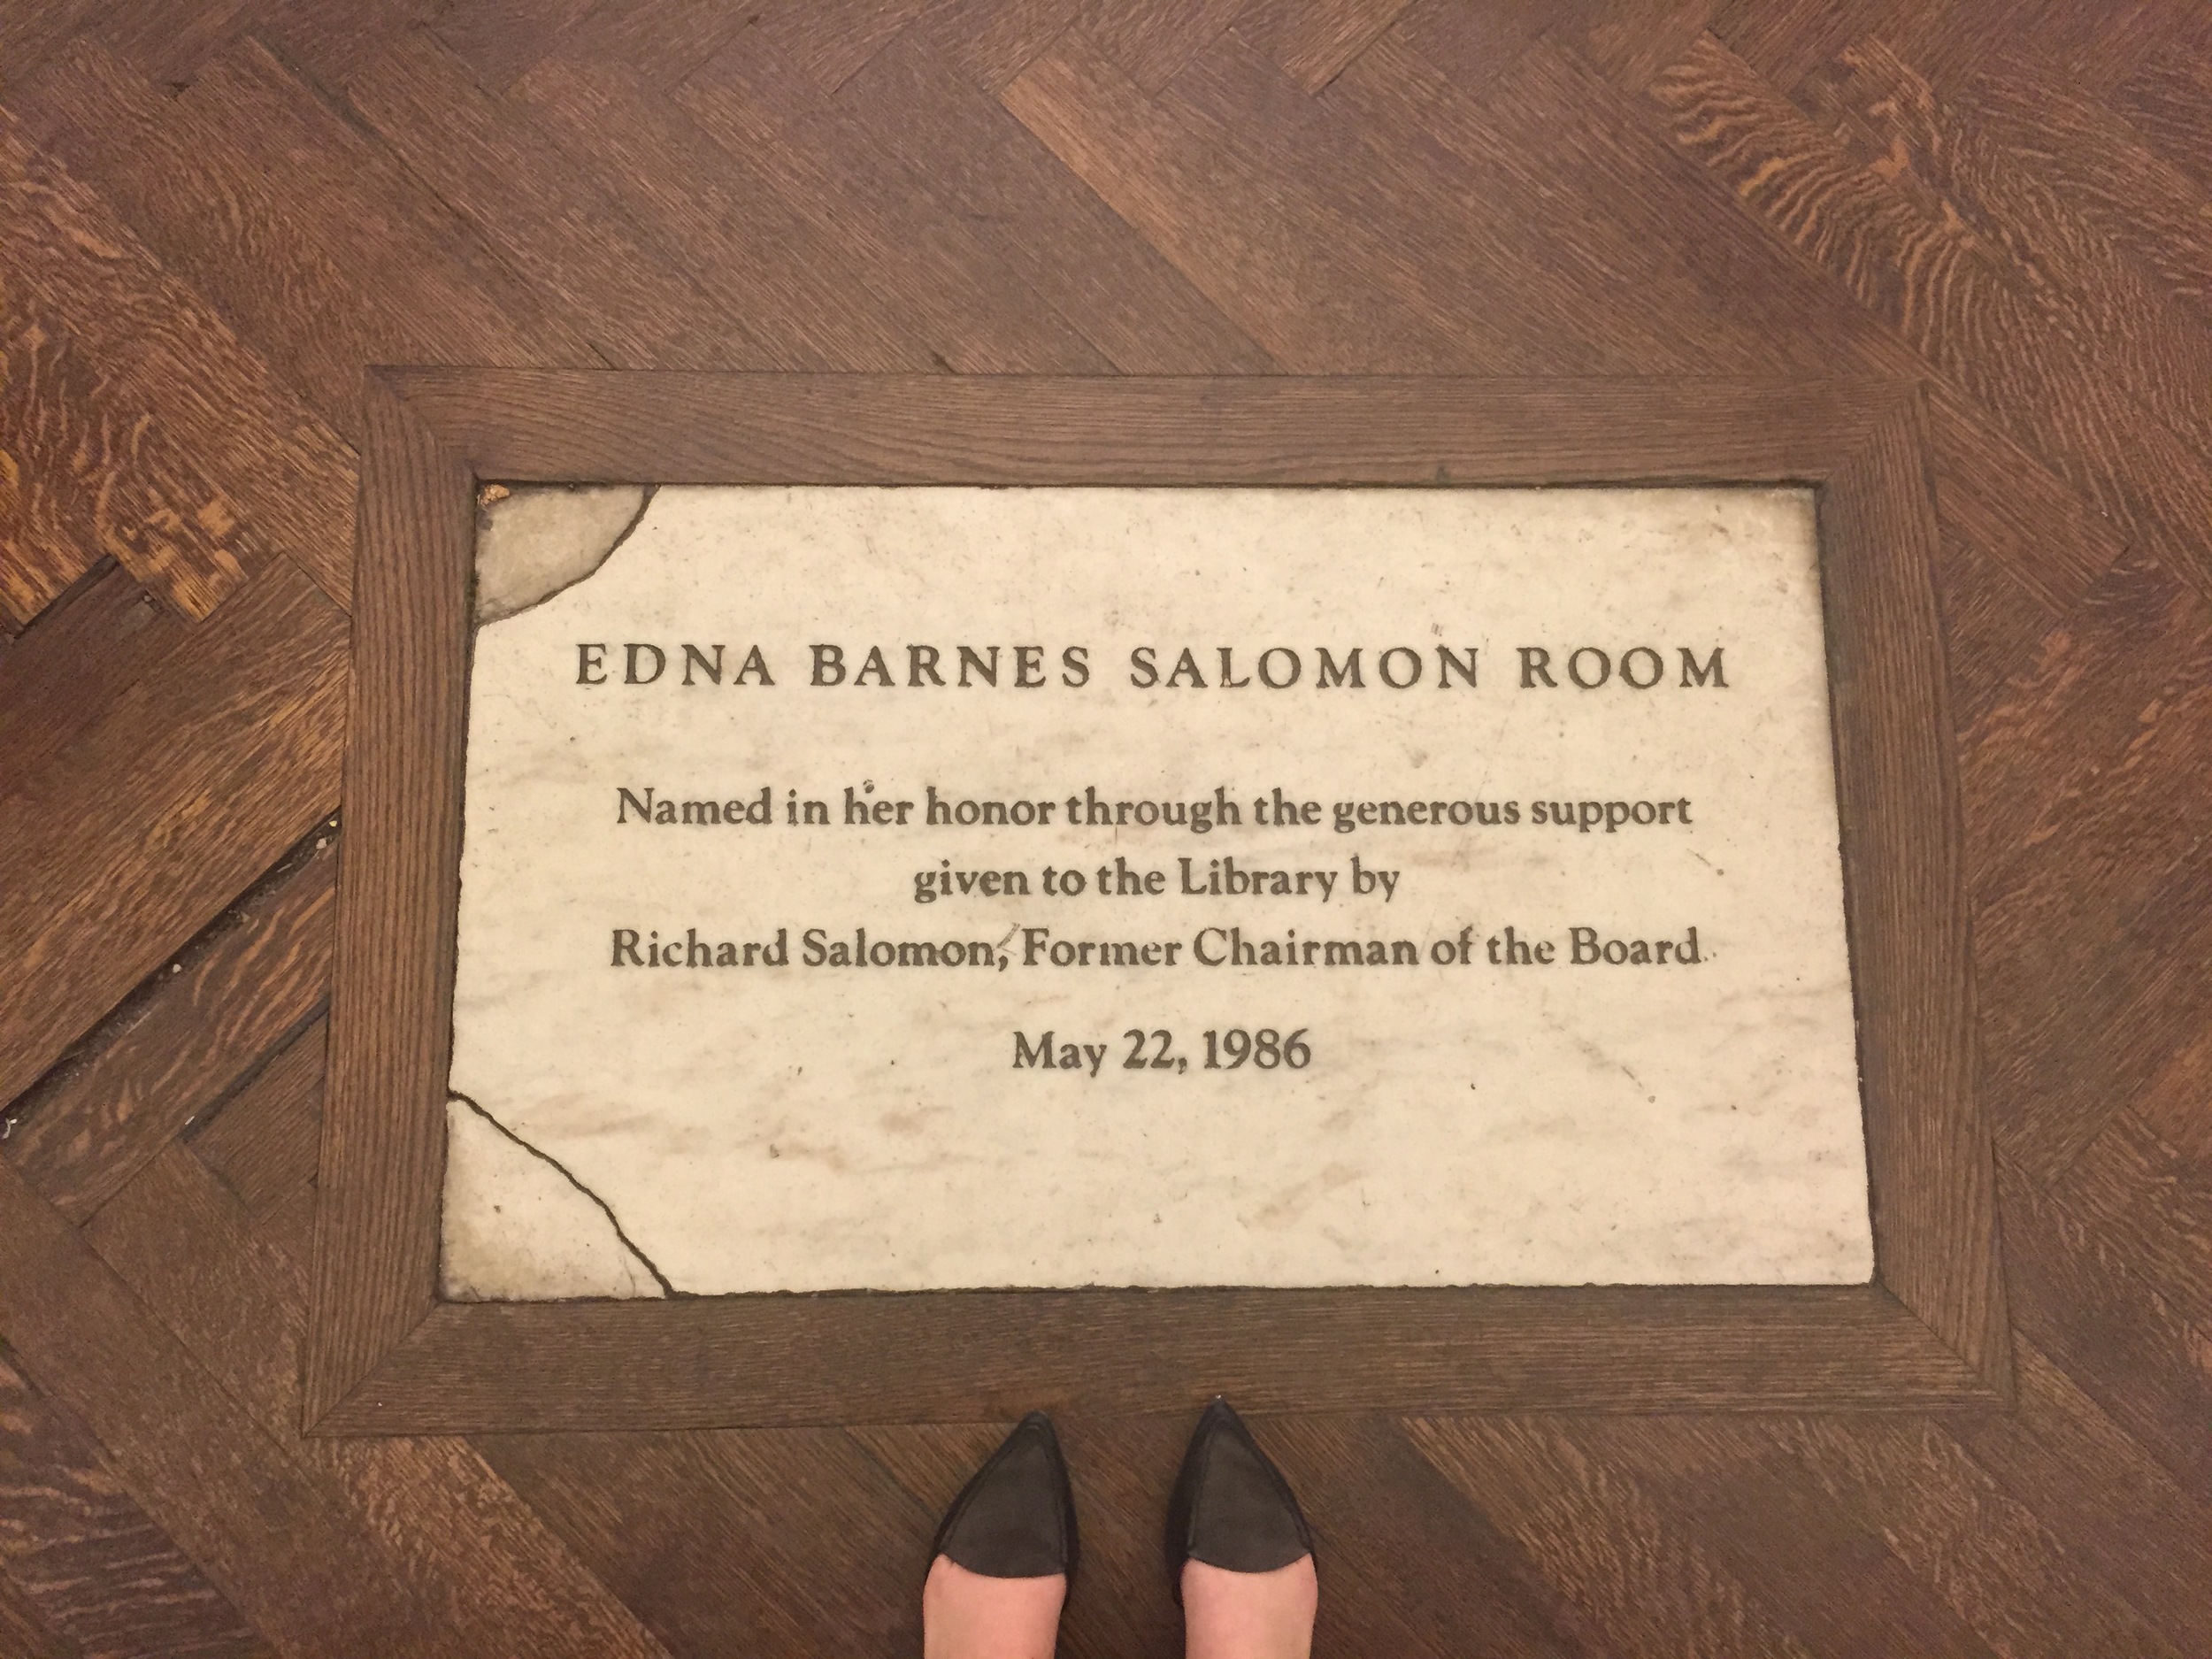 EDNA BARNES SALOMON ROOM
Named in her honor through the generous support
given to the Library by
Richard Salomon, Former Chairman of the Board.
May 22, 1986